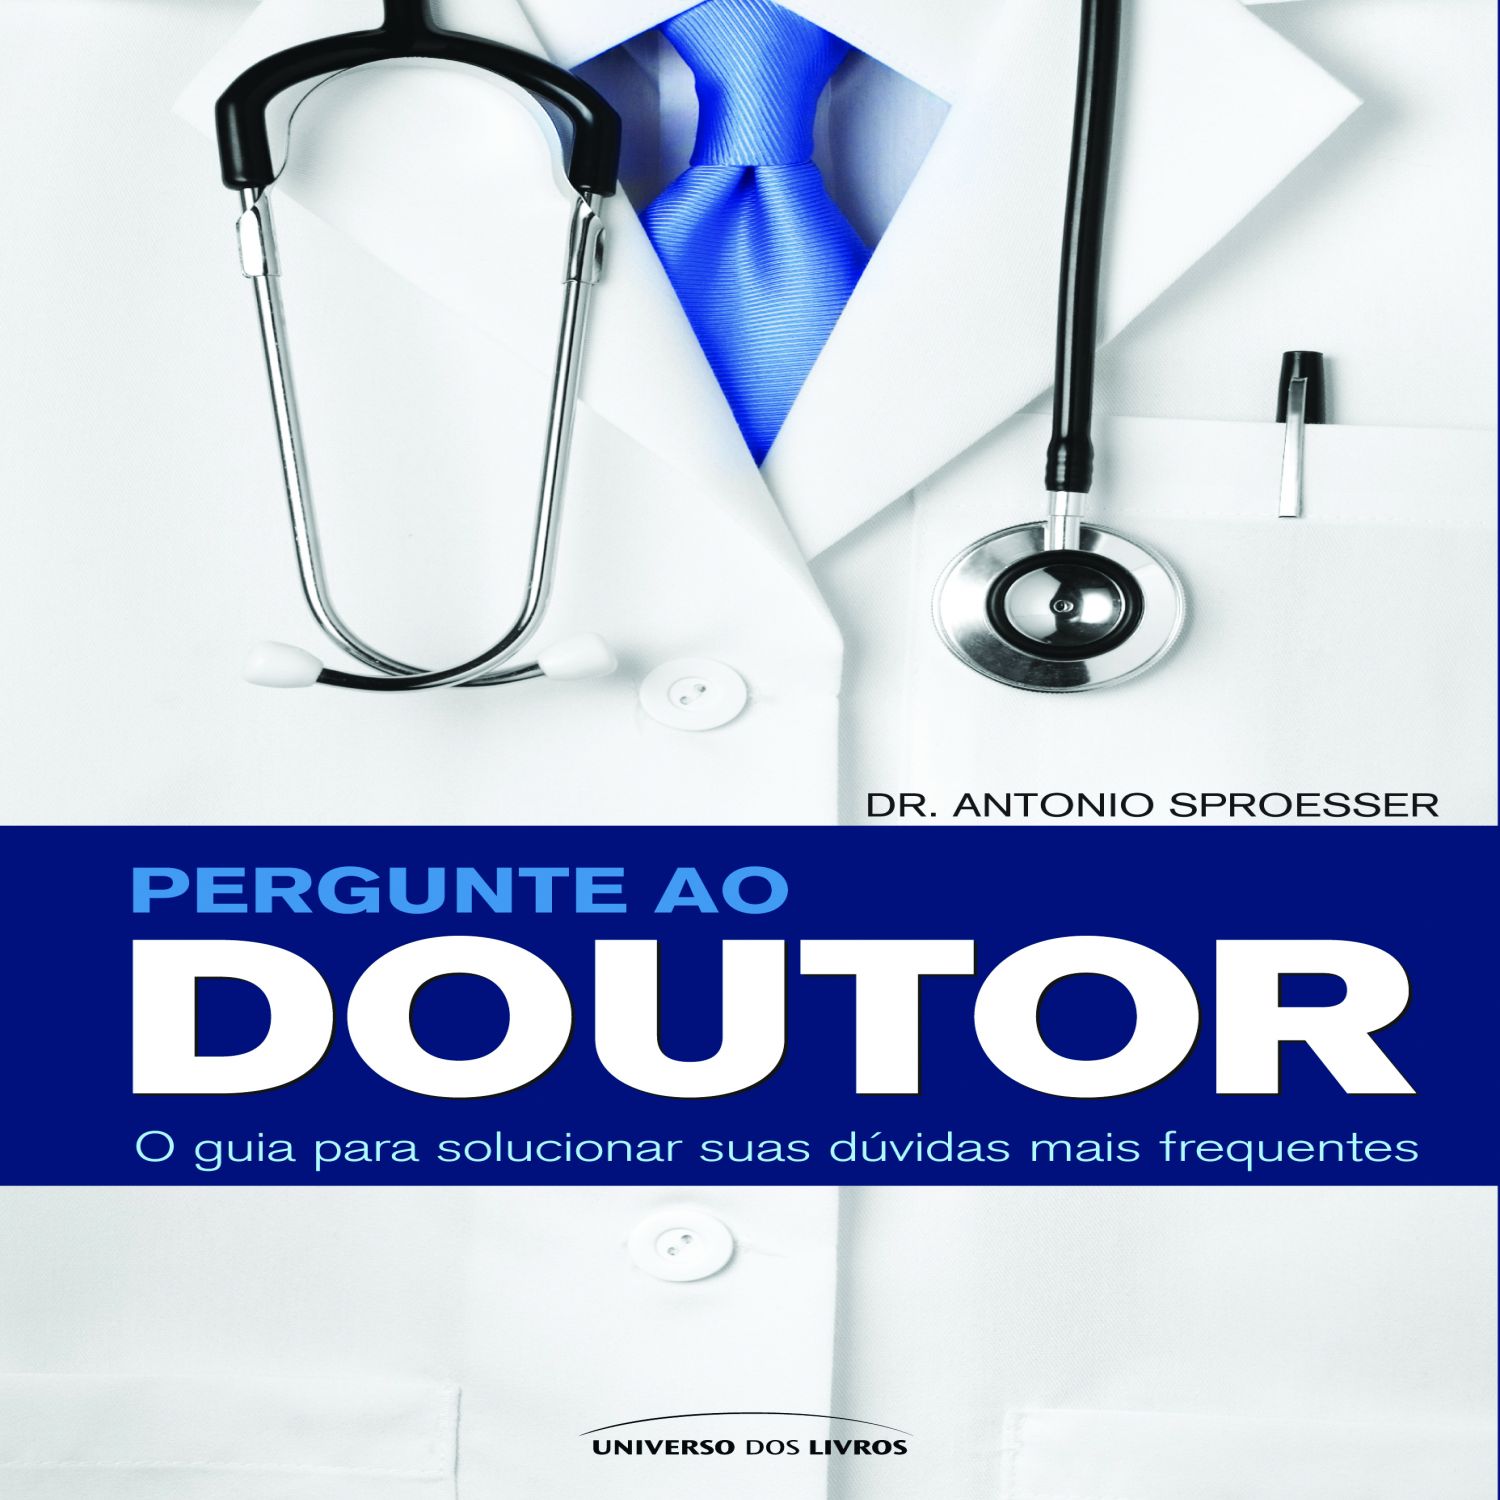 DR. ANTONIO SPROESSER
PERGUNTE AO
DOUTOR
O guia para solucionar suas dúvidas mais frequentes
UNIVERSO DOS LIVROS